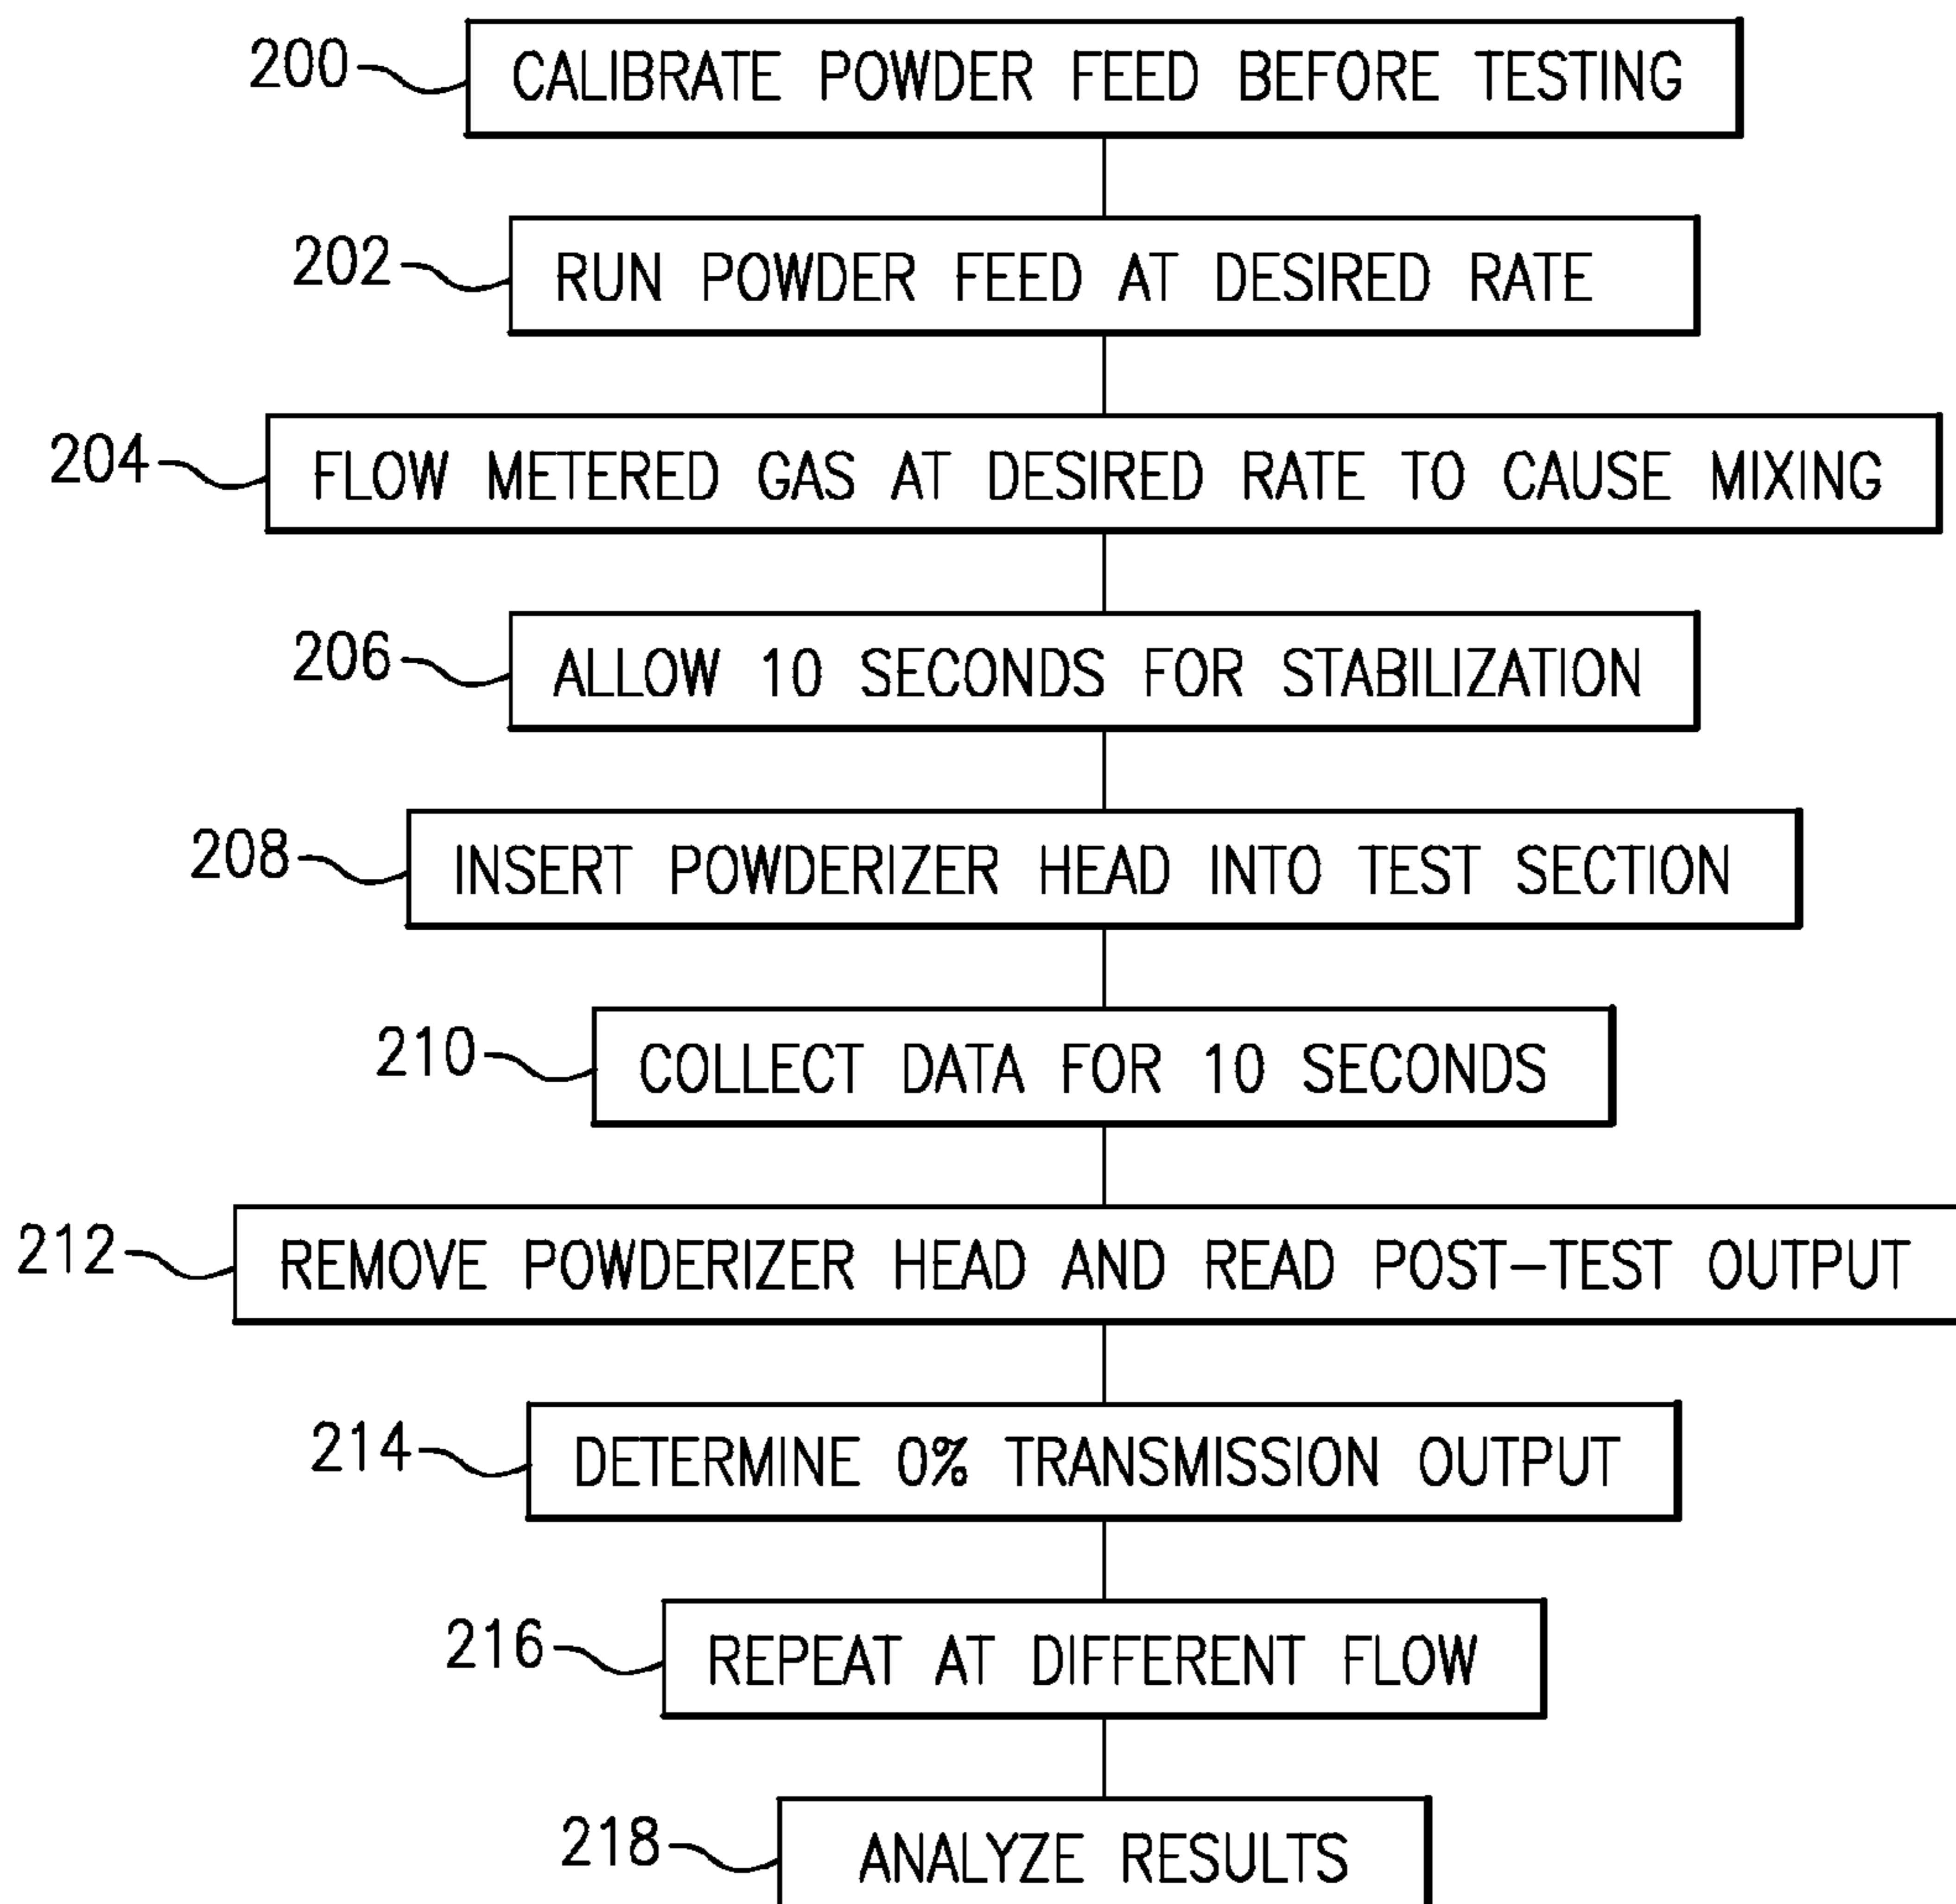 200 CALIBRATE POWDER FEED BEFORE TESTING
202 RUN POWDER FEED AT DESIRED RATE
204 FLOW METERED GAS AT DESIRED RATE TO CAUSE MIXING
206 ALLOW 10 SECONDS FOR STABILIZATION
208 INSERT POWDERIZER HEAD INTO TEST SECTION
210 COLLECT DATA FOR 10 SECONDS
212 REMOVE POWDERIZER HEAD AND READ POST-TEST OUTPUT
214 DETERMINE 0% TRANSMISSION OUTPUT
216 REPEAT AT DIFFERENT FLOW
218 ANALYZE RESULTS